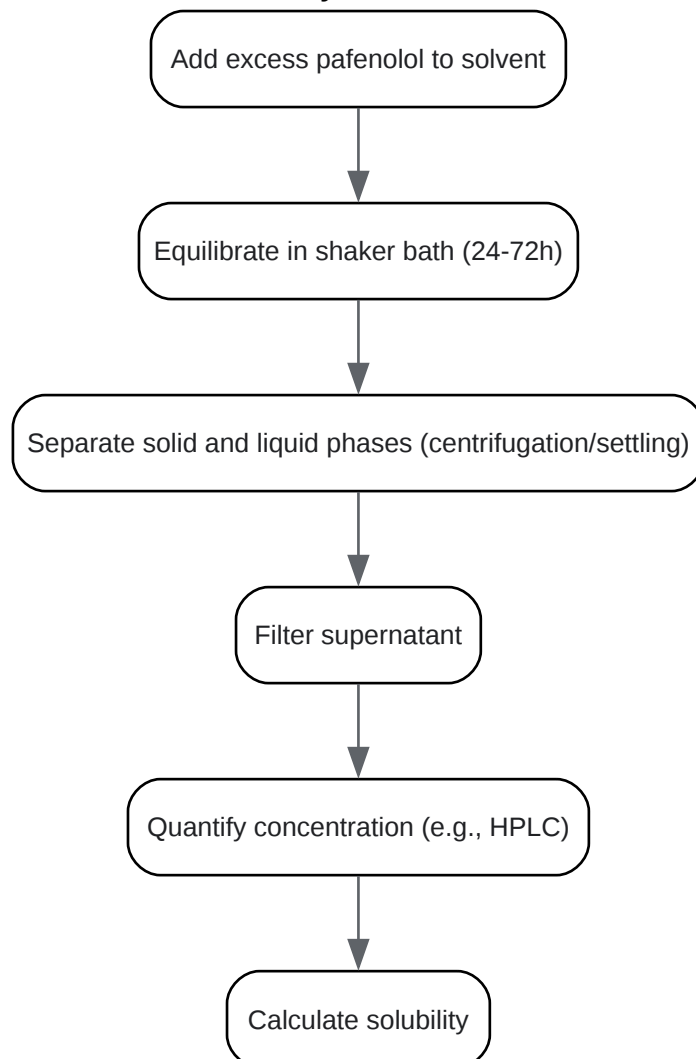 Add excess pafenolol to solvent
Equilibrate in shaker bath (24-72h)
Separate solid and liquid phases (centrifugation/settling)
Filter supernatant
Quantify concentration (e.g., HPLC)
Calculate solubility